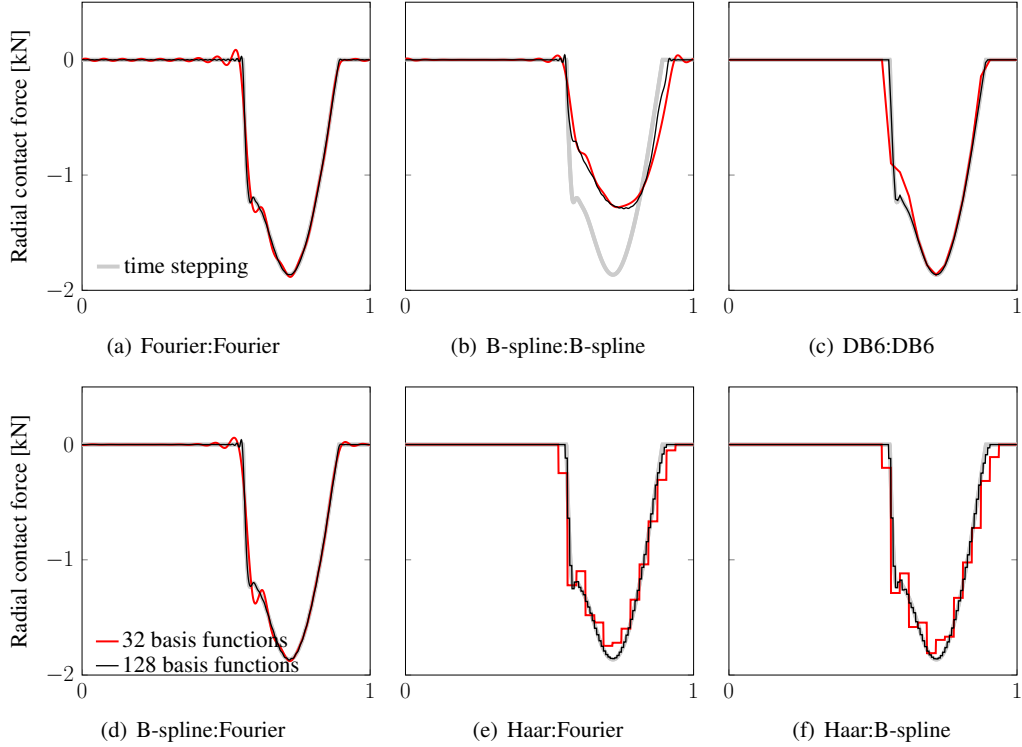 Radial contact force [kN]
0
−1
−2
time stepping
0 1
(a) Fourier:Fourier
0 1
(b) B-spline:B-spline
0 1
(c) DB6:DB6
Radial contact force [kN]
0
−1
−2
32 basis functions
128 basis functions
0 1
(d) B-spline:Fourier
0 1
(e) Haar:Fourier
0 1
(f) Haar:B-spline